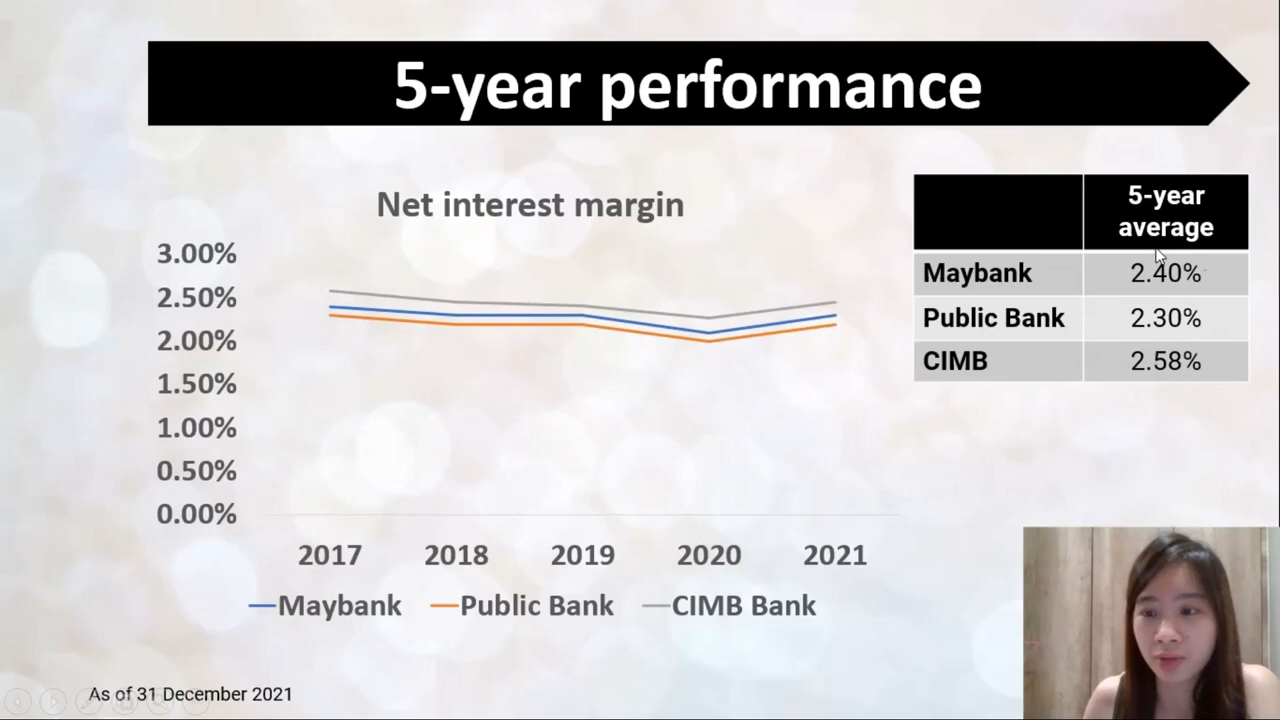 5-year performance
Net interest margin
3.00%
2.50%
2.00%
1.50%
1.00%
0.50%
0.00%
2017 2018 2019 2020 2021
Maybank Public Bank CIMB Bank
5-year
average
Maybank 2.40%
Public Bank 2.30%
CIMB 2.58%
As of 31 December 2021